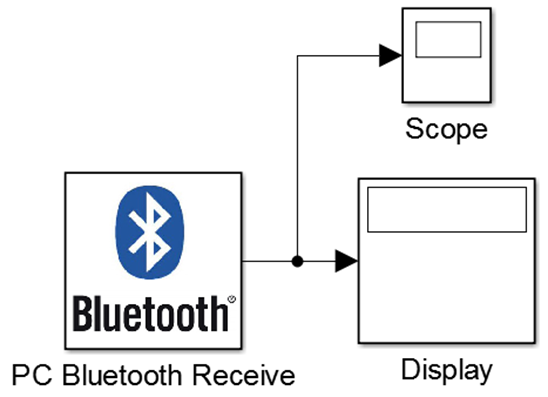 Scope
Bluetooth®
PC Bluetooth Receive
Display